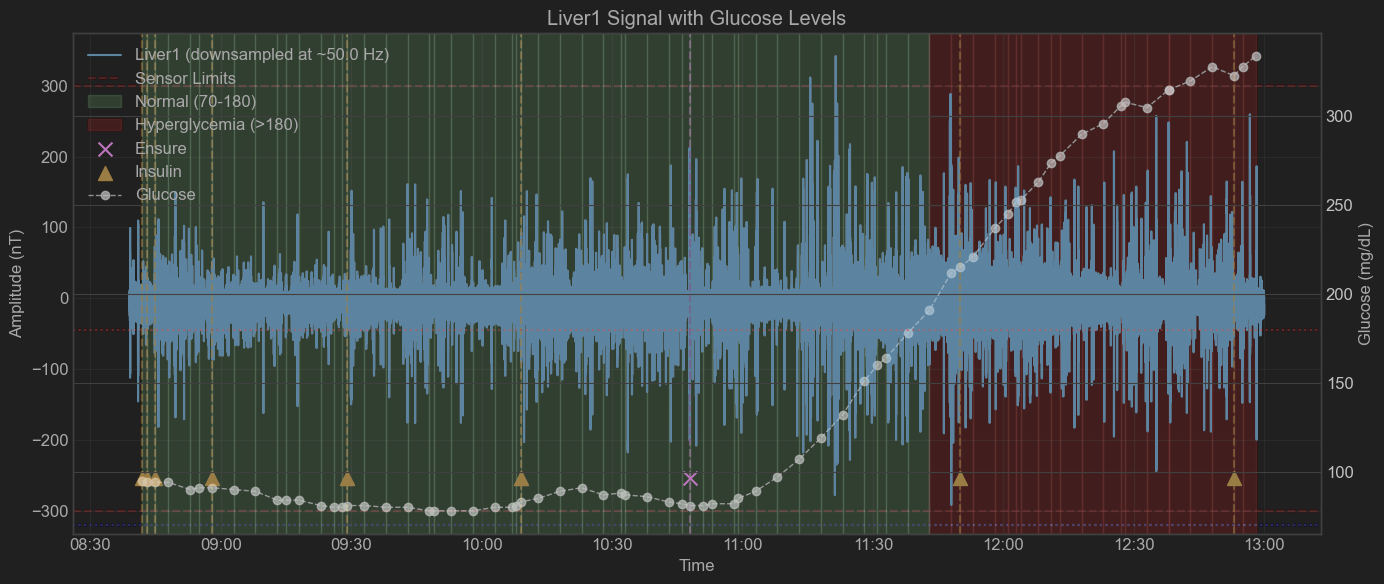 Liver1 Signal with Glucose Levels
Liver1 (downsampled at ~50.0 Hz)
Sensor Limits
Normal (70-180)
Hyperglycemia (>180)
Ensure
Insulin
Glucose
Amplitude (nT)
300
200
100
0
−100
−200
−300
300
250
200
150
100
Glucose (mg/dL)
08:30 09:00 09:30 10:00 10:30 11:00 11:30 12:00 12:30 13:00
Time